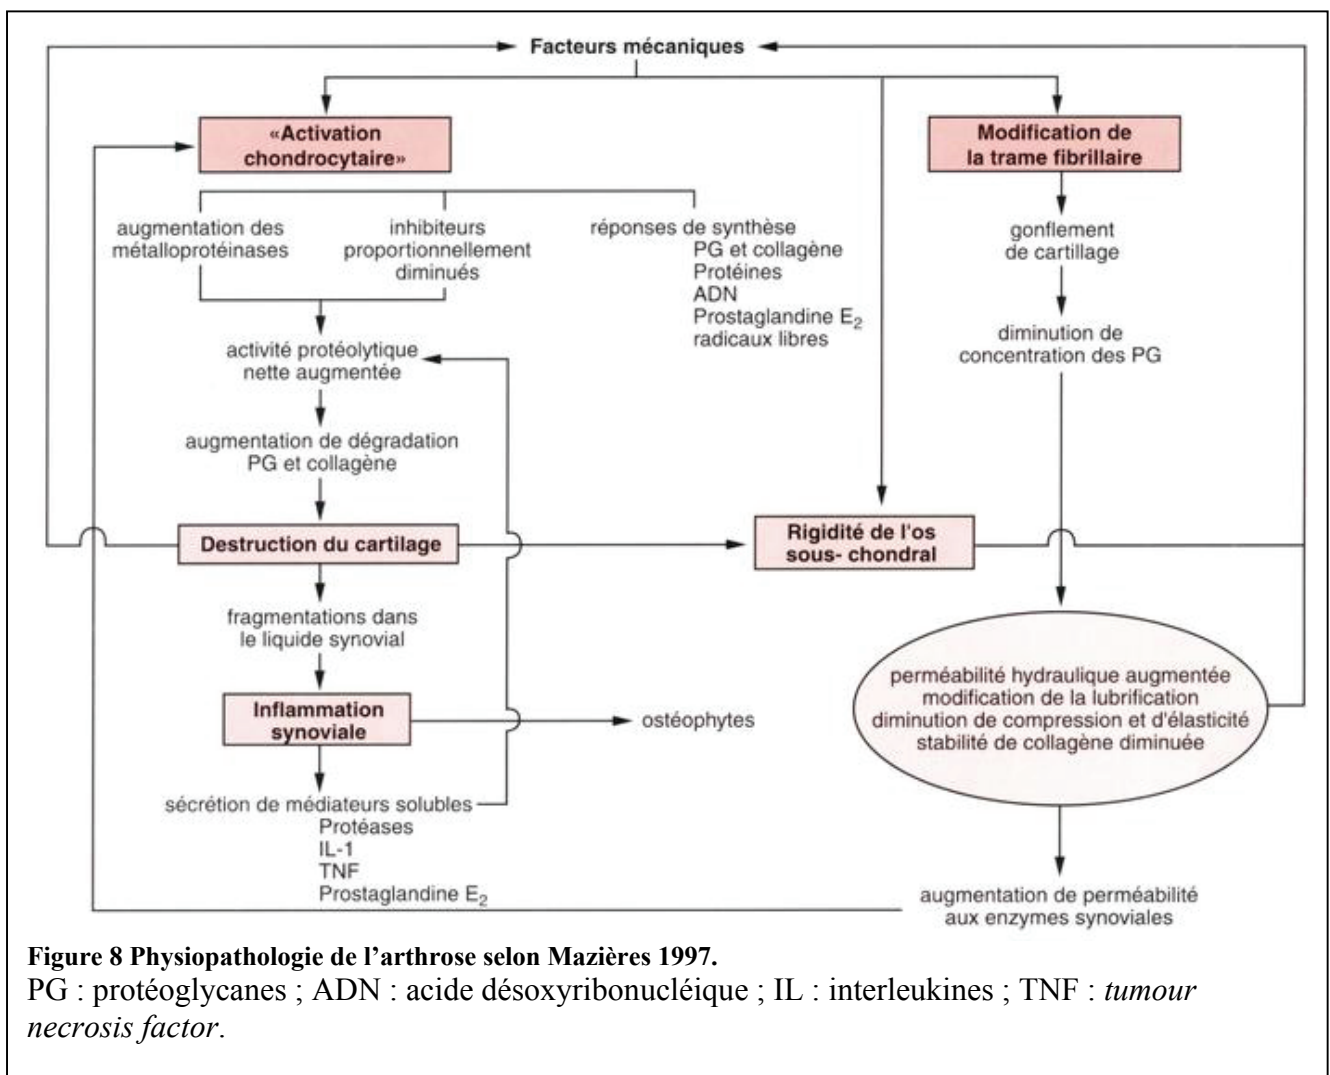 Facteurs mécaniques
«Activation
chondrocytaire»
Modification de
la trame fibrillaire
augmentation des
métalloprotéinases
inhibiteurs
proportionnellement
diminués
réponses de synthèse
PG et collagène
Protéines
ADN
Prostaglandine E2
radicaux libres
gonflement
de cartillage
diminution de
concentration des PG
activité protéolytique
nette augmentée
augmentation de dégradation
PG et collagène
Destruction du cartilage
Rigidité de l'os
sous- chondral
fragmentations dans
le liquide synovial
Inflammation
synoviale
ostéophytes
perméabilité hydraulique augmentée
modification de la lubrification
diminution de compression et d'élasticité
stabilité de collagène diminuée
sécrétion de médiateurs solubles
Protéases
IL-1
TNF
Prostaglandine E2
augmentation de perméabilité
aux enzymes synoviales
Figure 8 Physiopathologie de l’arthrose selon Mazières 1997.
PG : protéoglycanes ; ADN : acide désoxyribonucléique ; IL : interleukines ; TNF : tumour
necrosis factor.